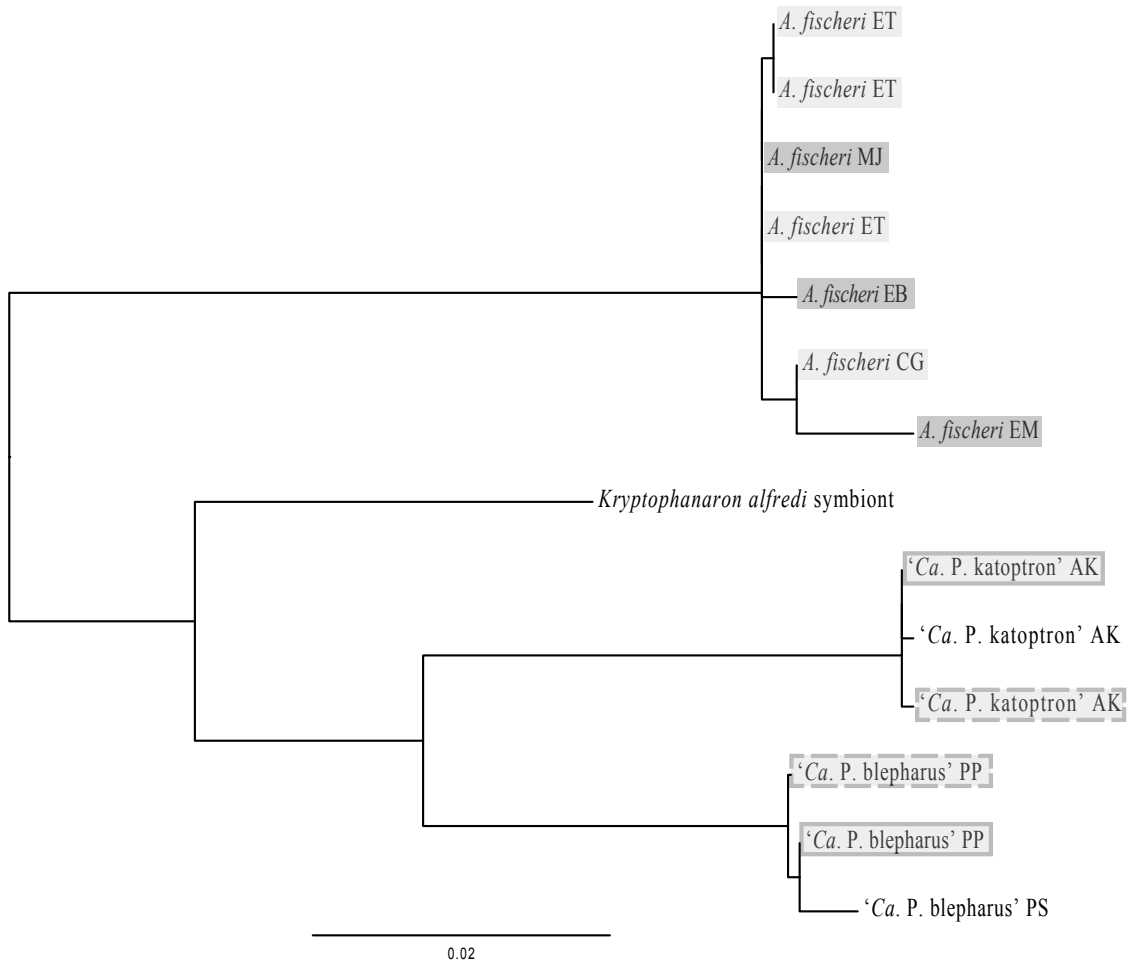 A. fischeri ET
A. fischeri ET
A. fischeri MJ
A. fischeri ET
A. fischeri EB
A. fischeri CG
A. fischeri EM
Kryptophanaron alfredi symbiont
‘Ca. P. katoptron’ AK
‘Ca. P. katoptron’ AK
‘Ca. P. katoptron’ AK
‘Ca. P. blepharus’ PP
‘Ca. P. blepharus’ PP
‘Ca. P. blepharus’ PS
0.02